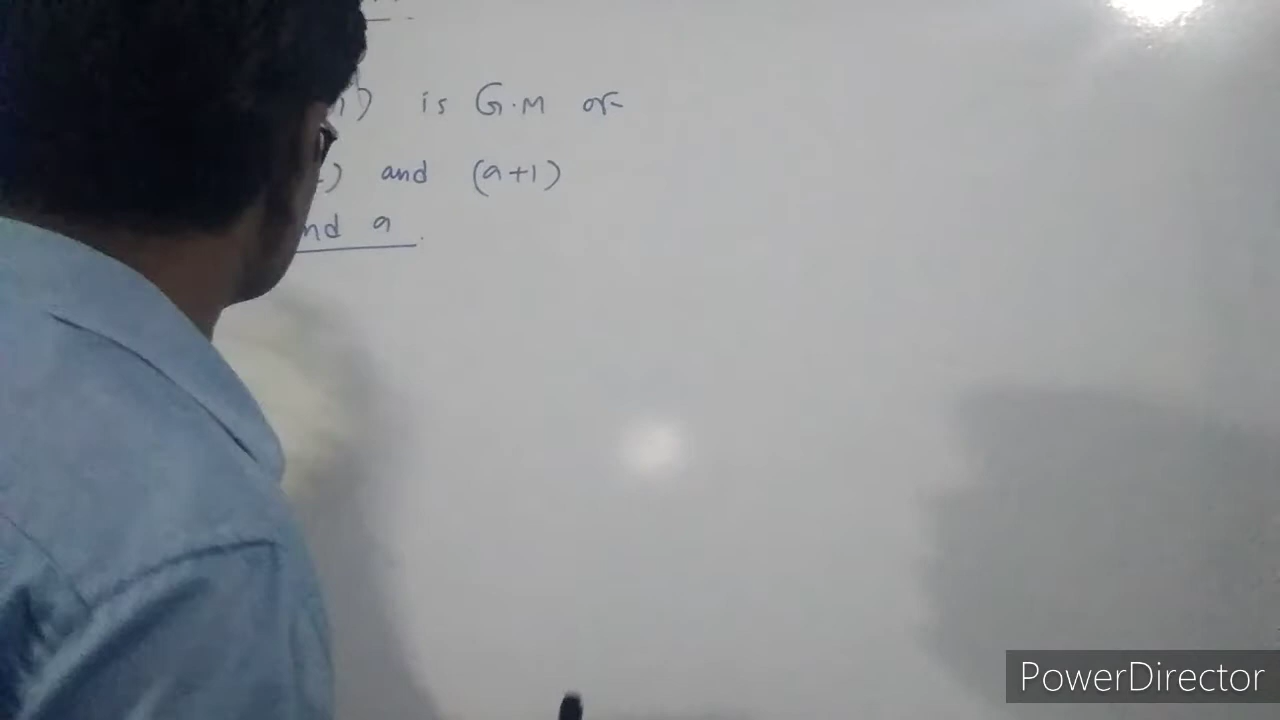 is G.M of
) and (a+1)
nd a.
PowerDirector